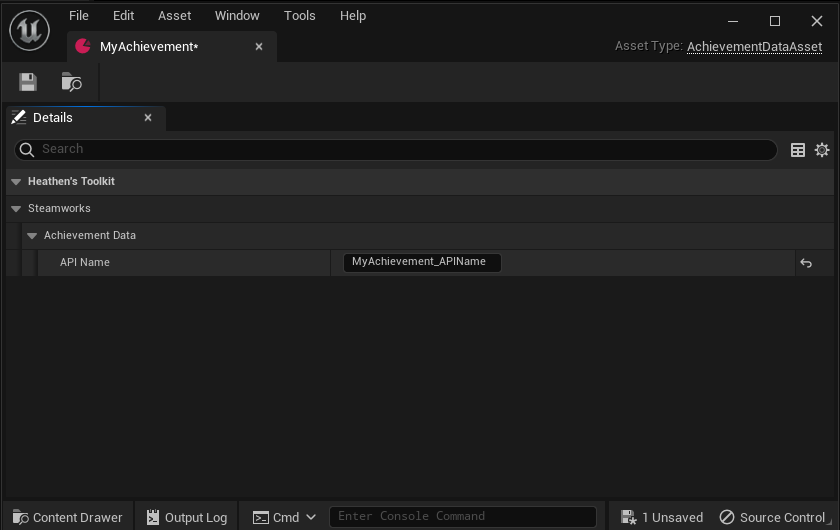 File Edit Asset Window Tools Help
MyAchievement*
Asset Type: AchievementDataAsset
Details
Search
Heathen's Toolkit
Steamworks
Achievement Data
API Name MyAchievement_APIName
Content Drawer Output Log Cmd Enter Console Command 1 Unsaved Source Control